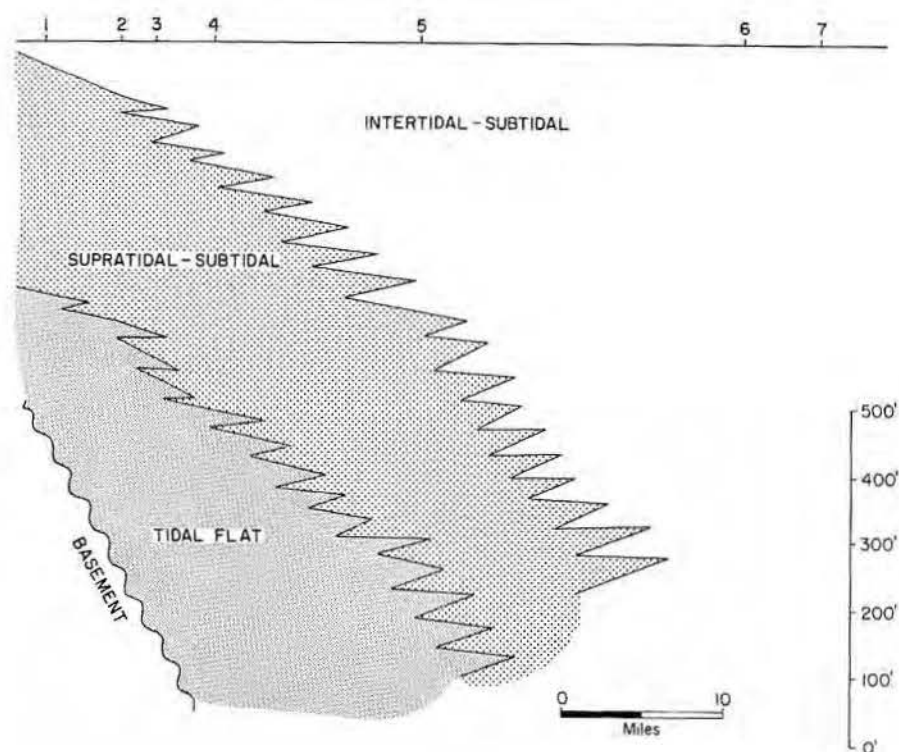 1 2 3 4 5 6 7
INTERTIDAL - SUBTIDAL
SUPRATIDAL - SUBTIDAL
TIDAL FLAT
BASEMENT
500'
400'
300'
200'
100'
0'
0 10
Miles